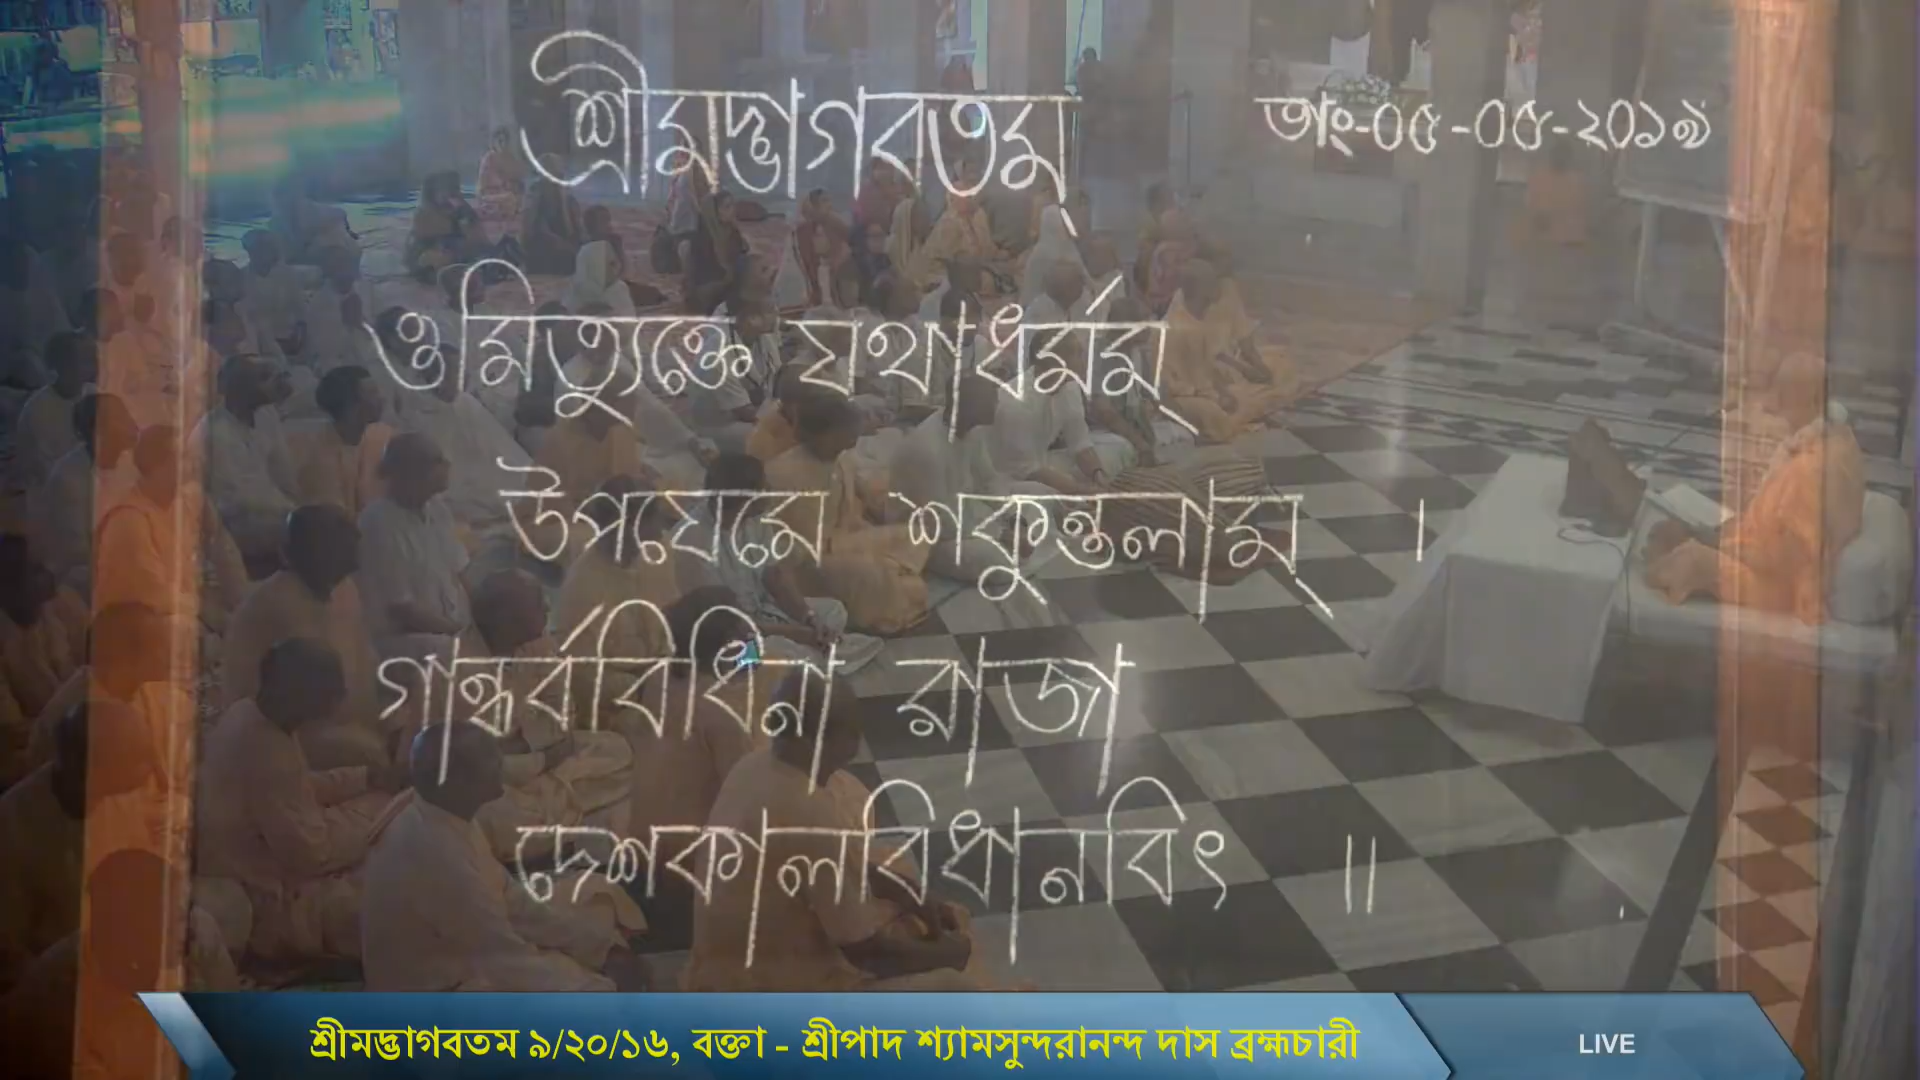 শ্রীমদ্ভাগবতম্
তাং-০৫-০৫-২০১৯
ওমিত্যুক্তে যথাধর্মম্
উপযেমে শকুন্তলাম্ ।
গান্ধর্ববিধিনা রাজা
দেশকালবিধানবিৎ ॥
শ্রীমদ্ভাগবতম ৯/২০/১৬, বক্তা - শ্রীপাদ শ্যামসুন্দরানন্দ দাস ব্রহ্মচারী
LIVE